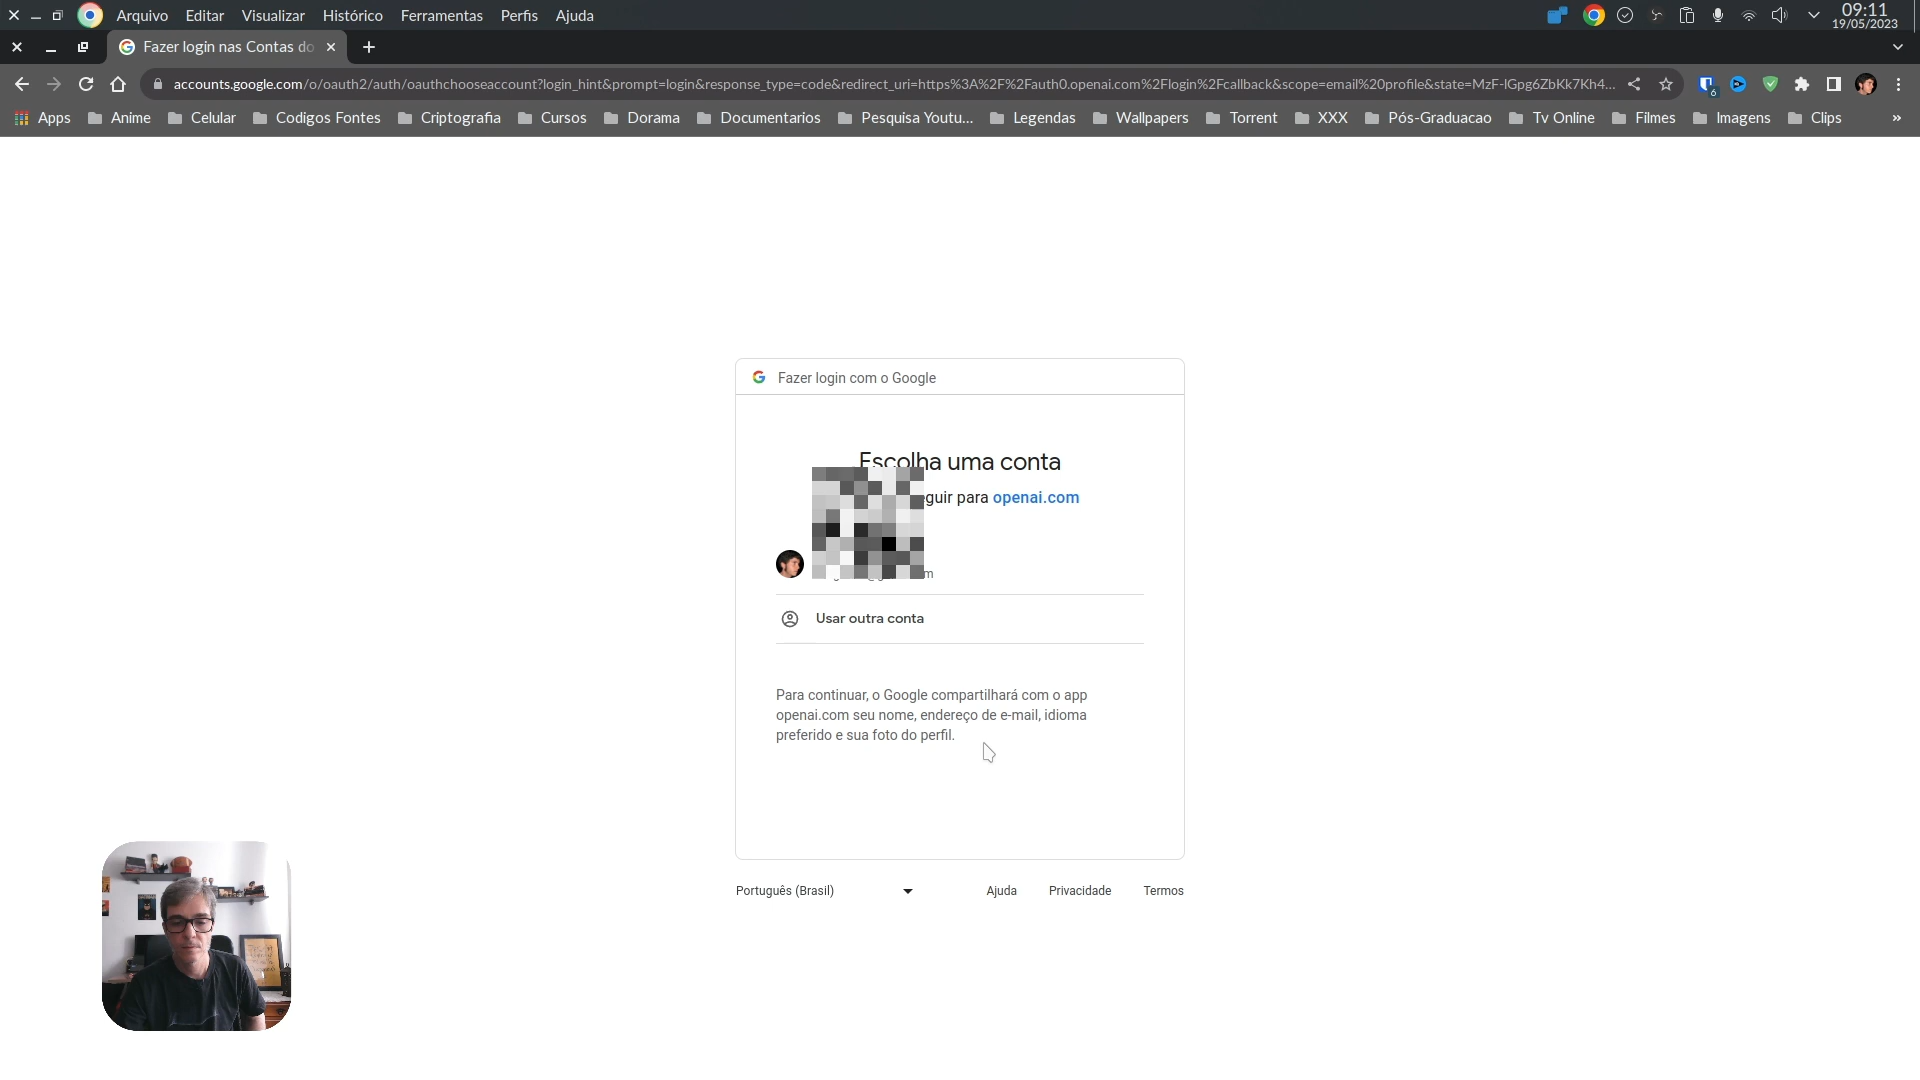 Arquivo Editar Visualizar Histórico Ferramentas Perfis Ajuda
09:11
19/05/2023
Fazer login nas Contas do
accounts.google.com/o/oauth2/auth/oauthchooseaccount?login_hint&prompt=login&response_type=code&redirect_uri=https%3A%2F%2Fauth0.openai.com%2Flogin%2Fcallback&scope=email%20profile&state=MzF-lGpg6ZbKk7Kh4...
6
Apps Anime Celular Codigos Fontes Criptografia Cursos Dorama Documentarios Pesquisa Youtu... Legendas Wallpapers Torrent XXX Pós-Graduacao Tv Online Filmes Imagens Clips »
Fazer login com o Google
Escolha uma conta
guir para openai.com
Usar outra conta
Para continuar, o Google compartilhará com o app
openai.com seu nome, endereço de e-mail, idioma
preferido e sua foto do perfil.
Português (Brasil) Ajuda Privacidade Termos